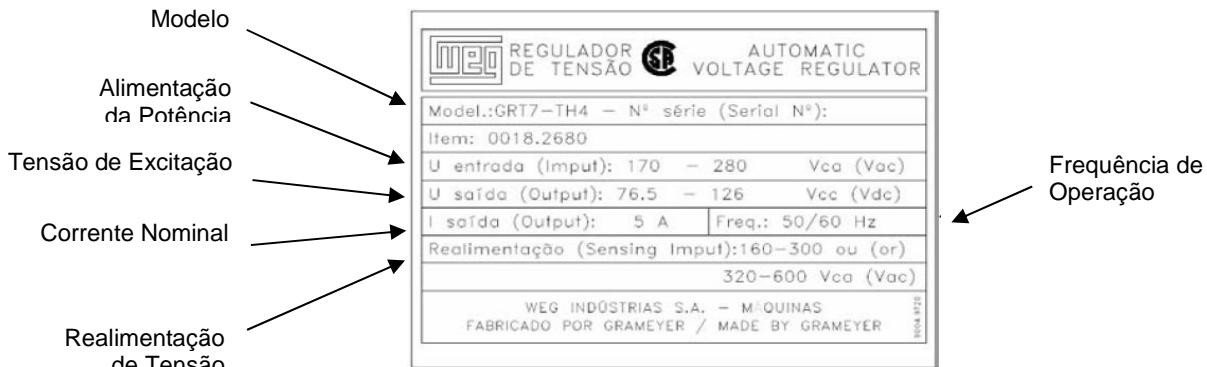 Modelo
Alimentação
da Potência
Tensão de Excitação
Corrente Nominal
Realimentação
de Tensão
WEG REGULADOR DE TENSÃO
AUTOMATIC VOLTAGE REGULATOR
Model.:GRT7-TH4 - Nº série (Serial Nº):
Item: 0018.2680
U entrada (Imput): 170 - 280 Vca (Vac)
U saída (Output): 76.5 - 126 Vcc (Vdc)
I saída (Output): 5 A Freq.: 50/60 Hz
Realimentação (Sensing Imput):160-300 ou (or)
320-600 Vca (Vac)
WEG INDÚSTRIAS S.A. - MÁQUINAS
FABRICADO POR GRAMEYER / MADE BY GRAMEYER
Frequência de
Operação